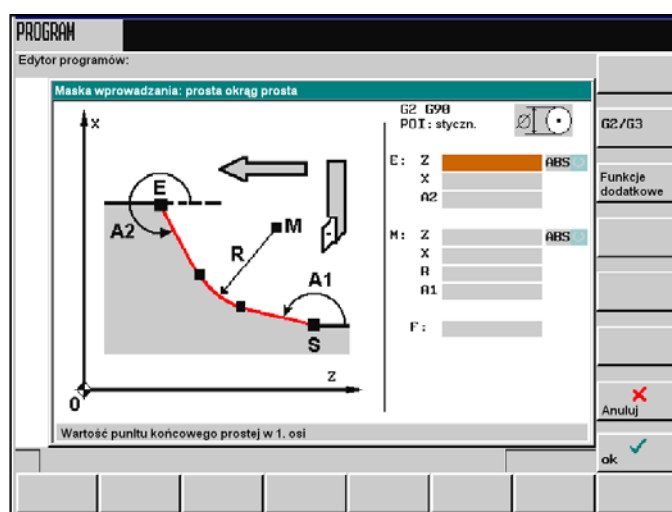 PROGRAM
Edytor programów:
Maska wprowadzania: prosta okrąg prosta
G2 G90
POI: styczn.
G2/G3
X
E
A2
M
R
A1
S
Z
0
E: Z ABS
X
A2
Funkcje
dodatkowe
M: Z ABS
X
R
A1
F:
Wartość punltu końcowego prostej w 1. osi
Anuluj
ok